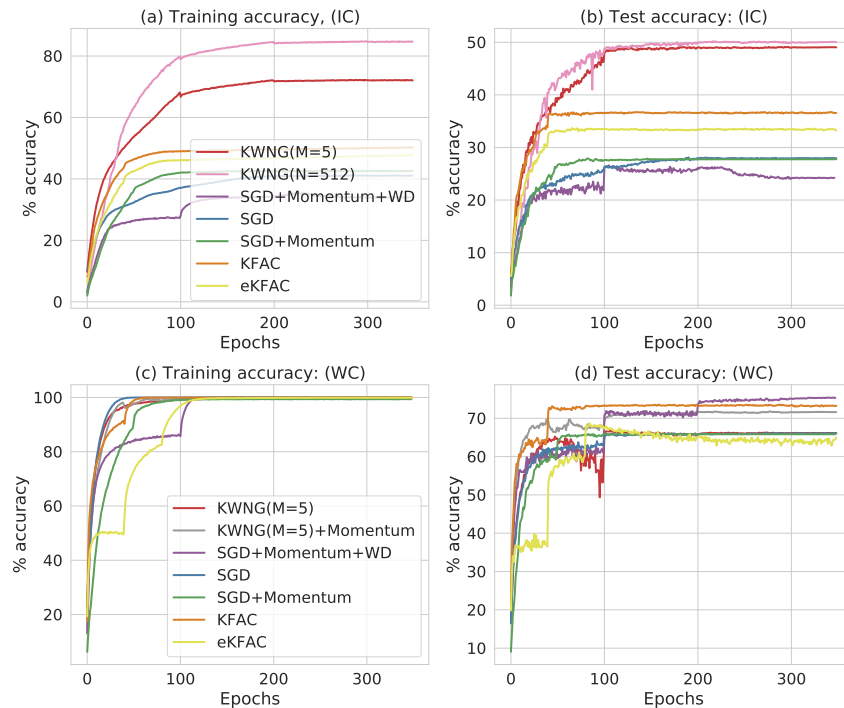 (a) Training accuracy, (IC)
% accuracy
80
60
40
20
0
KWNG(M=5)
KWNG(N=512)
SGD+Momentum+WD
SGD
SGD+Momentum
KFAC
eKFAC
0 100 200 300
Epochs
(b) Test accuracy: (IC)
% accuracy
50
40
30
20
10
0
0 100 200 300
Epochs
(c) Training accuracy: (WC)
% accuracy
100
80
60
40
20
KWNG(M=5)
KWNG(M=5)+Momentum
SGD+Momentum+WD
SGD
SGD+Momentum
KFAC
eKFAC
0 100 200 300
Epochs
(d) Test accuracy: (WC)
% accuracy
70
60
50
40
30
20
10
0 100 200 300
Epochs